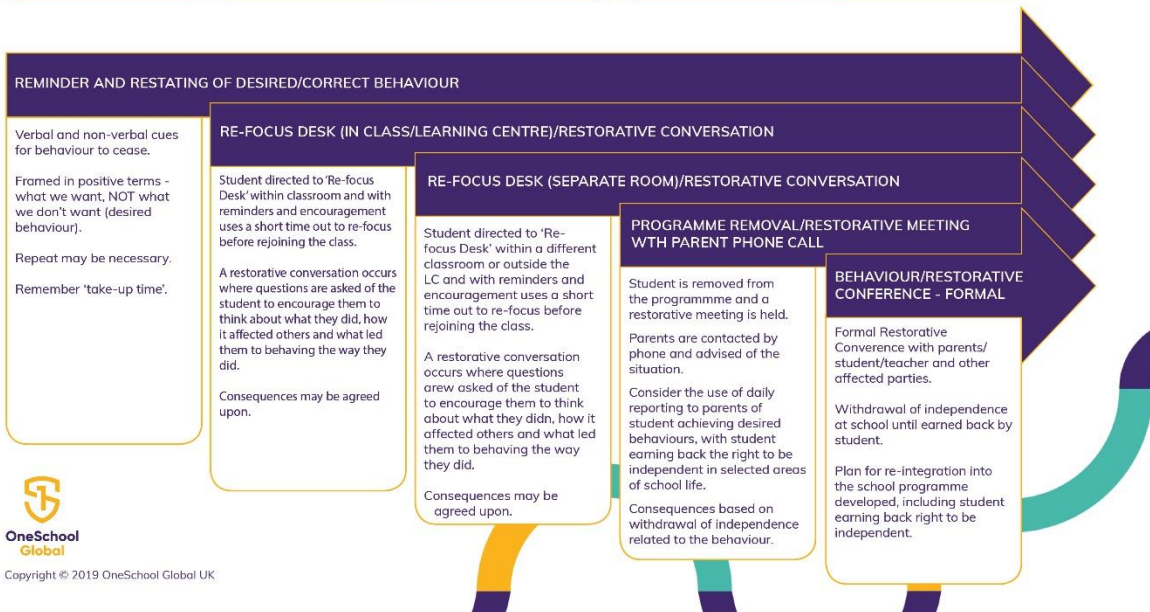 REMINDER AND RESTATING OF DESIRED/CORRECT BEHAVIOUR
Verbal and non-verbal cues
for behaviour to cease.
Framed in positive terms -
what we want, NOT what
we don't want (desired
behaviour).
Repeat may be necessary.
Remember 'take-up time'.
RE-FOCUS DESK (IN CLASS/LEARNING CENTRE)/RESTORATIVE CONVERSATION
Student directed to 'Re-focus
Desk' within classroom and with
reminders and encouragement
uses a short time out to re-focus
before rejoining the class.
A restorative conversation occurs
where questions are asked of the
student to encourage them to
think about what they did, how
it affected others and what led
them to behaving the way they
did.
Consequences may be agreed
upon.
RE-FOCUS DESK (SEPARATE ROOM)/RESTORATIVE CONVERSATION
Student directed to 'Re-
focus Desk' within a different
classroom or outside the
LC and with reminders and
encouragement uses a short
time out to re-focus before
rejoining the class.
A restorative conversation
occurs where questions
arew asked of the student
to encourage them to think
about what they didn, how it
affected others and what led
them to behaving the way
they did.
Consequences may be
agreed upon.
PROGRAMME REMOVAL/RESTORATIVE MEETING
WTH PARENT PHONE CALL
Student is removed from
the programmme and a
restorative meeting is held.
Parents are contacted by
phone and advised of the
situation.
Consider the use of daily
reporting to parents of
student achieving desired
behaviours, with student
earning back the right to be
independent in selected areas
of school life.
Consequences based on
withdrawal of independence
related to the behaviour.
BEHAVIOUR/RESTORATIVE
CONFERENCE - FORMAL
Formal Restorative
Converence with parents/
student/teacher and other
affected parties.
Withdrawal of independence
at school until earned back by
student.
Plan for re-integration into
the school programme
developed, including student
earning back right to be
independent.
OneSchool
Global
Copyright © 2019 OneSchool Global UK